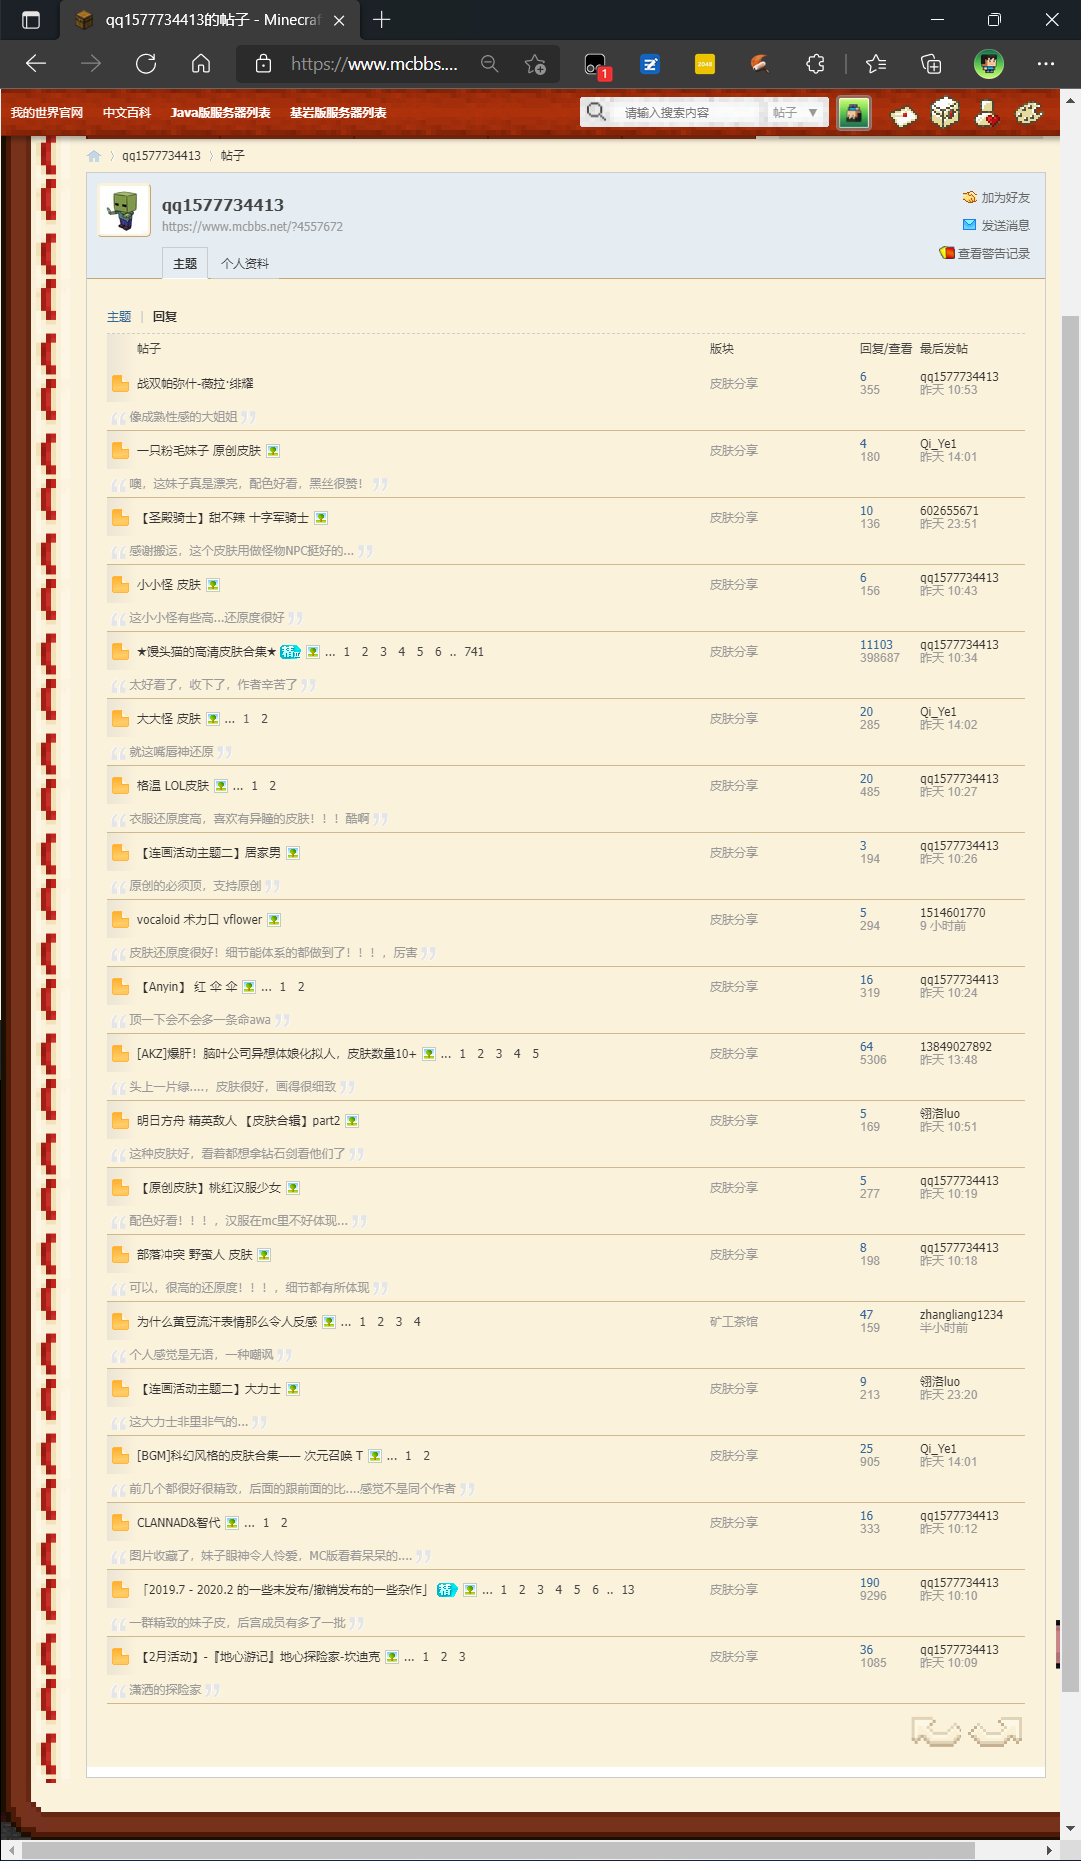 qq1577734413的帖子 - Minecraf
https://www.mcbbs....
1
2048
我的世界官网 中文百科 Java版服务器列表 基岩版服务器列表 请输入搜索内容 帖子
qq1577734413 帖子
qq1577734413
https://www.mcbbs.net/?4557672
加为好友
发送消息
查看警告记录
主题 个人资料
主题 | 回复
帖子 版块 回复/查看 最后发帖
战双帕弥什-薇拉·绯耀 皮肤分享 6 qq1577734413
355 昨天 10:53
像成熟性感的大姐姐
一只粉毛妹子 原创皮肤 皮肤分享 4 Qi_Ye1
180 昨天 14:01
噢，这妹子真是漂亮，配色好看，黑丝很赞！
【圣殿骑士】甜不辣 十字军骑士 皮肤分享 10 602655671
136 昨天 23:51
感谢搬运，这个皮肤用做怪物NPC挺好的...
小小怪 皮肤 皮肤分享 6 qq1577734413
156 昨天 10:43
这小小怪有些高...还原度很好
★馒头猫的高清皮肤合集★ 精III ... 1 2 3 4 5 6 .. 741 皮肤分享 11103 qq1577734413
398687 昨天 10:34
太好看了，收下了，作者辛苦了
大大怪 皮肤 ... 1 2 皮肤分享 20 Qi_Ye1
285 昨天 14:02
就这嘴唇神还原
格温 LOL皮肤 ... 1 2 皮肤分享 20 qq1577734413
485 昨天 10:27
衣服还原度高，喜欢有异瞳的皮肤！！！酷啊
【连画活动主题二】居家男 皮肤分享 3 qq1577734413
194 昨天 10:26
原创的必须顶，支持原创
vocaloid 术力口 vflower 皮肤分享 5 1514601770
294 9 小时前
皮肤还原度很好！细节能体系的都做到了！！！，厉害
【Anyin】 红 伞 伞 ... 1 2 皮肤分享 16 qq1577734413
319 昨天 10:24
顶一下会不会多一条命awa
[AKZ]爆肝！脑叶公司异想体娘化拟人，皮肤数量10+ ... 1 2 3 4 5 皮肤分享 64 13849027892
5306 昨天 13:48
头上一片绿....，皮肤很好，画得很细致
明日方舟 精英敌人 【皮肤合辑】part2 皮肤分享 5 翎洛luo
169 昨天 10:51
这种皮肤好，看着都想拿钻石剑看他们了
【原创皮肤】桃红汉服少女 皮肤分享 5 qq1577734413
277 昨天 10:19
配色好看！！！，汉服在mc里不好体现...
部落冲突 野蛮人 皮肤 皮肤分享 8 qq1577734413
198 昨天 10:18
可以，很高的还原度！！！，细节都有所体现
为什么黄豆流汗表情那么令人反感 ... 1 2 3 4 矿工茶馆 47 zhangliang1234
159 半小时前
个人感觉是无语，一种嘲讽
【连画活动主题二】大力士 皮肤分享 9 翎洛luo
213 昨天 23:20
这大力士非里非气的...
[BGM]科幻风格的皮肤合集—— 次元召唤 T ... 1 2 皮肤分享 25 Qi_Ye1
905 昨天 14:01
前几个都很好很精致，后面的跟前面的比....感觉不是同个作者
CLANNAD&智代 ... 1 2 皮肤分享 16 qq1577734413
333 昨天 10:12
图片收藏了，妹子眼神令人怜爱，MC版看着呆呆的....
「2019.7 - 2020.2 的一些未发布/撤销发布的一些杂作」 精 ... 1 2 3 4 5 6 .. 13 皮肤分享 190 qq1577734413
9296 昨天 10:10
一群精致的妹子皮，后宫成员有多了一批
【2月活动】-『地心游记』地心探险家-坎迪克 ... 1 2 3 皮肤分享 36 qq1577734413
1085 昨天 10:09
潇洒的探险家